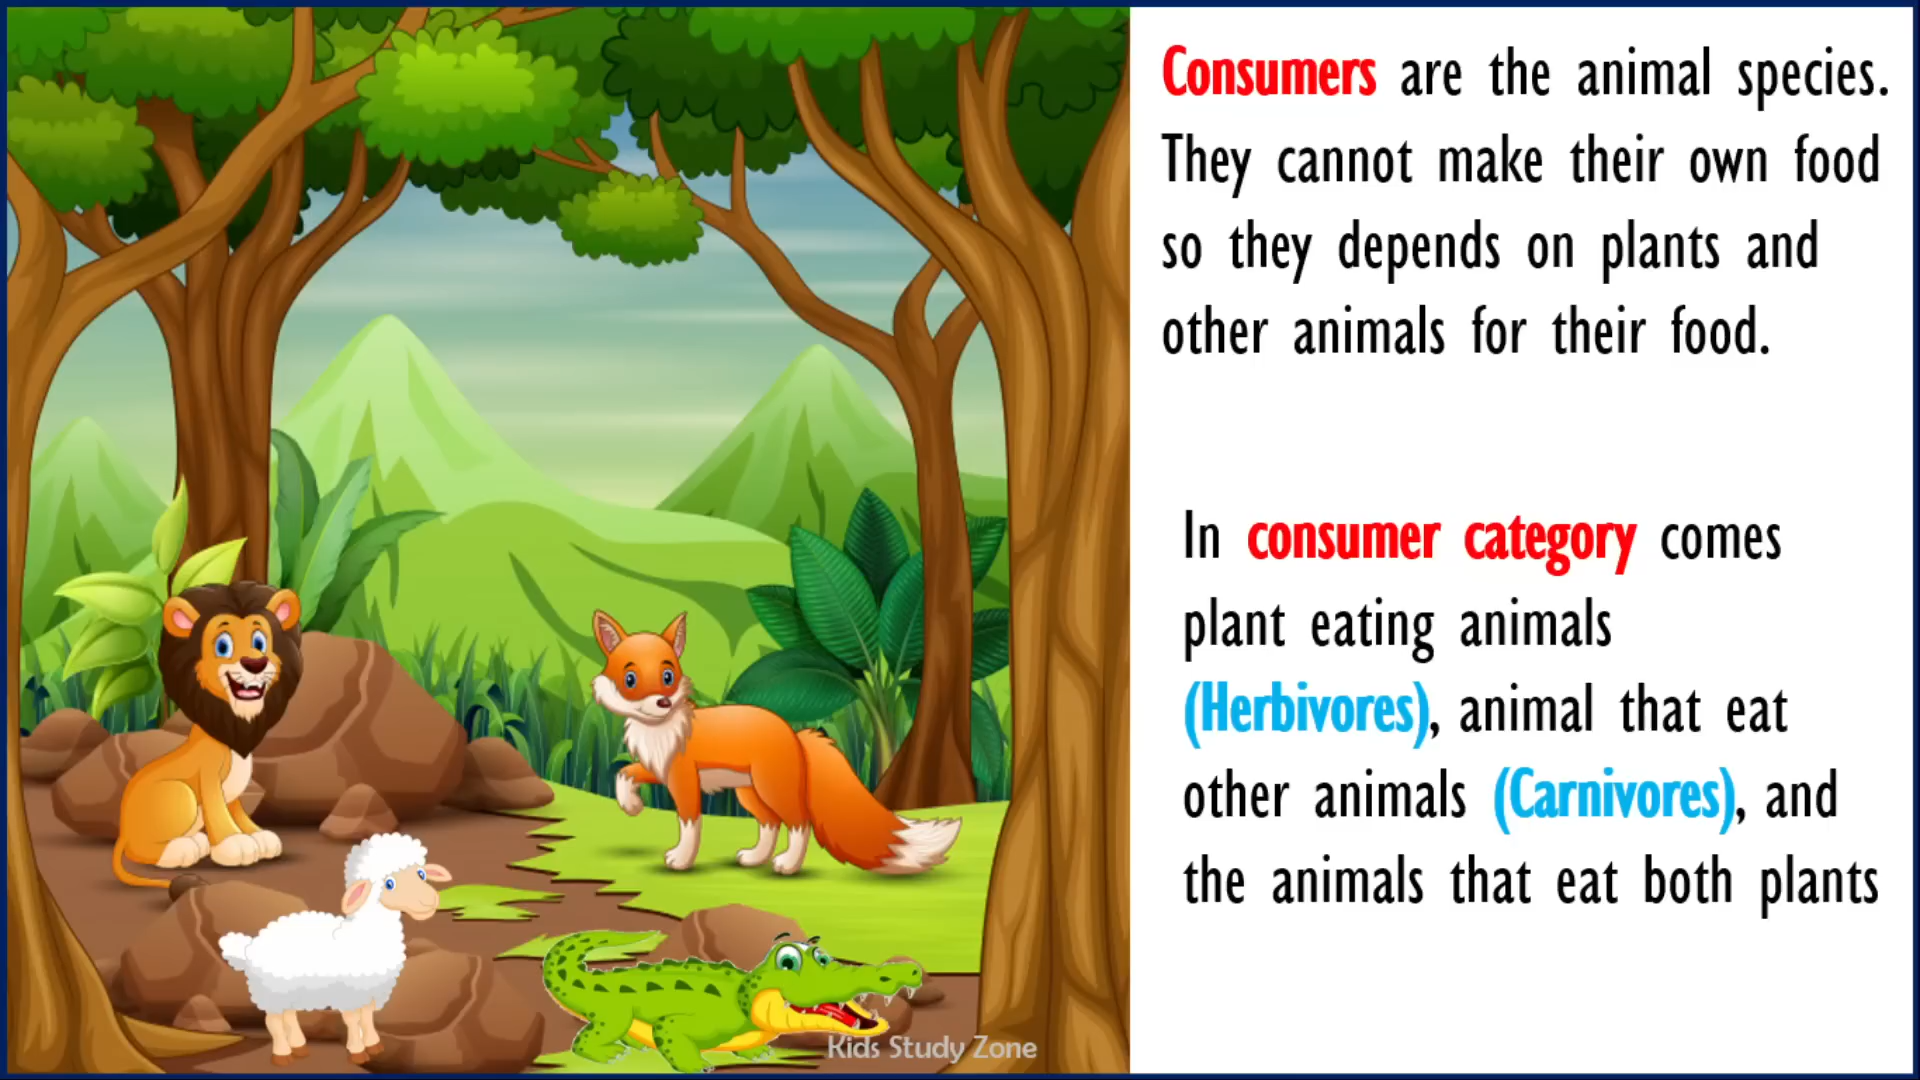 Consumers are the animal species.
They cannot make their own food
so they depends on plants and
other animals for their food.
In consumer category comes
plant eating animals
(Herbivores), animal that eat
other animals (Carnivores), and
the animals that eat both plants
Kids Study Zone